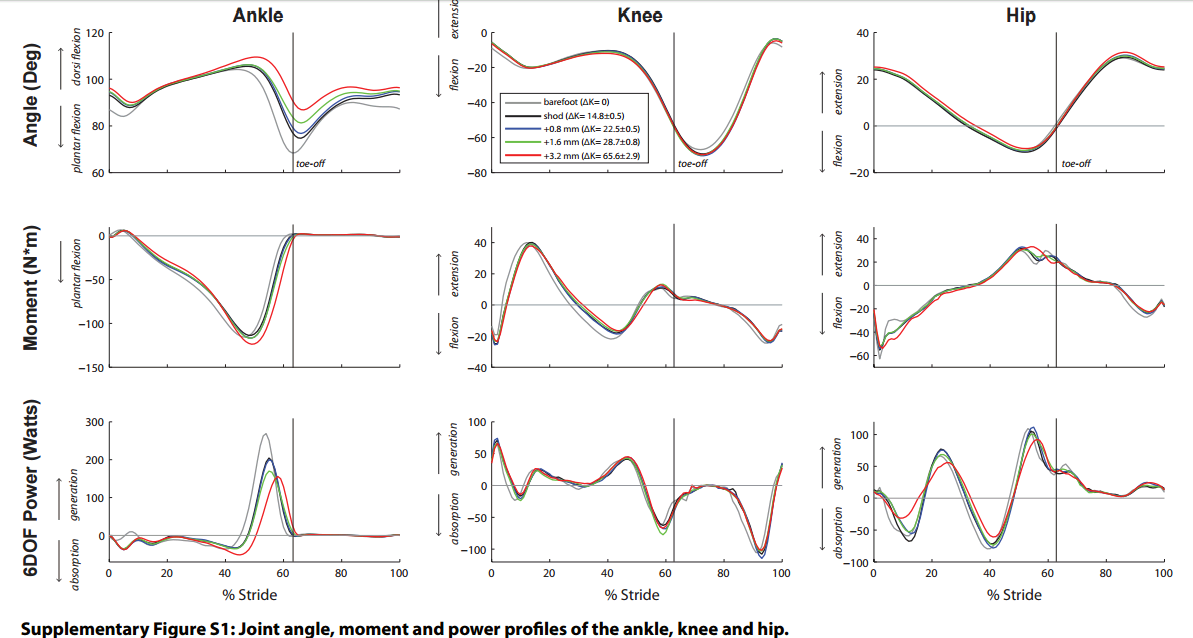 Ankle
Knee
Hip
Angle (Deg)
plantar flexion
dorsi flexion
120
100
80
60
toe-off
flexion
0
−20
−40
−60
−80
barefoot (ΔK= 0)
shod (ΔK= 14.8±0.5)
+0.8 mm (ΔK= 22.5±0.5)
+1.6 mm (ΔK= 28.7±0.8)
+3.2 mm (ΔK= 65.6±2.9)
toe-off
flexion
extension
40
20
0
−20
toe-off
Moment (N*m)
plantar flexion
0
−50
−100
−150
flexion
extension
40
20
0
−20
−40
flexion
extension
40
20
0
−20
−40
−60
6DOF Power (Watts)
absorption
generation
300
200
100
0
0 20 40 60 80 100
% Stride
absorption
generation
100
50
0
−50
−100
0 20 40 60 80 100
% Stride
absorption
generation
100
50
0
−50
−100
0 20 40 60 80 100
% Stride
Supplementary Figure S1: Joint angle, moment and power profiles of the ankle, knee and hip.